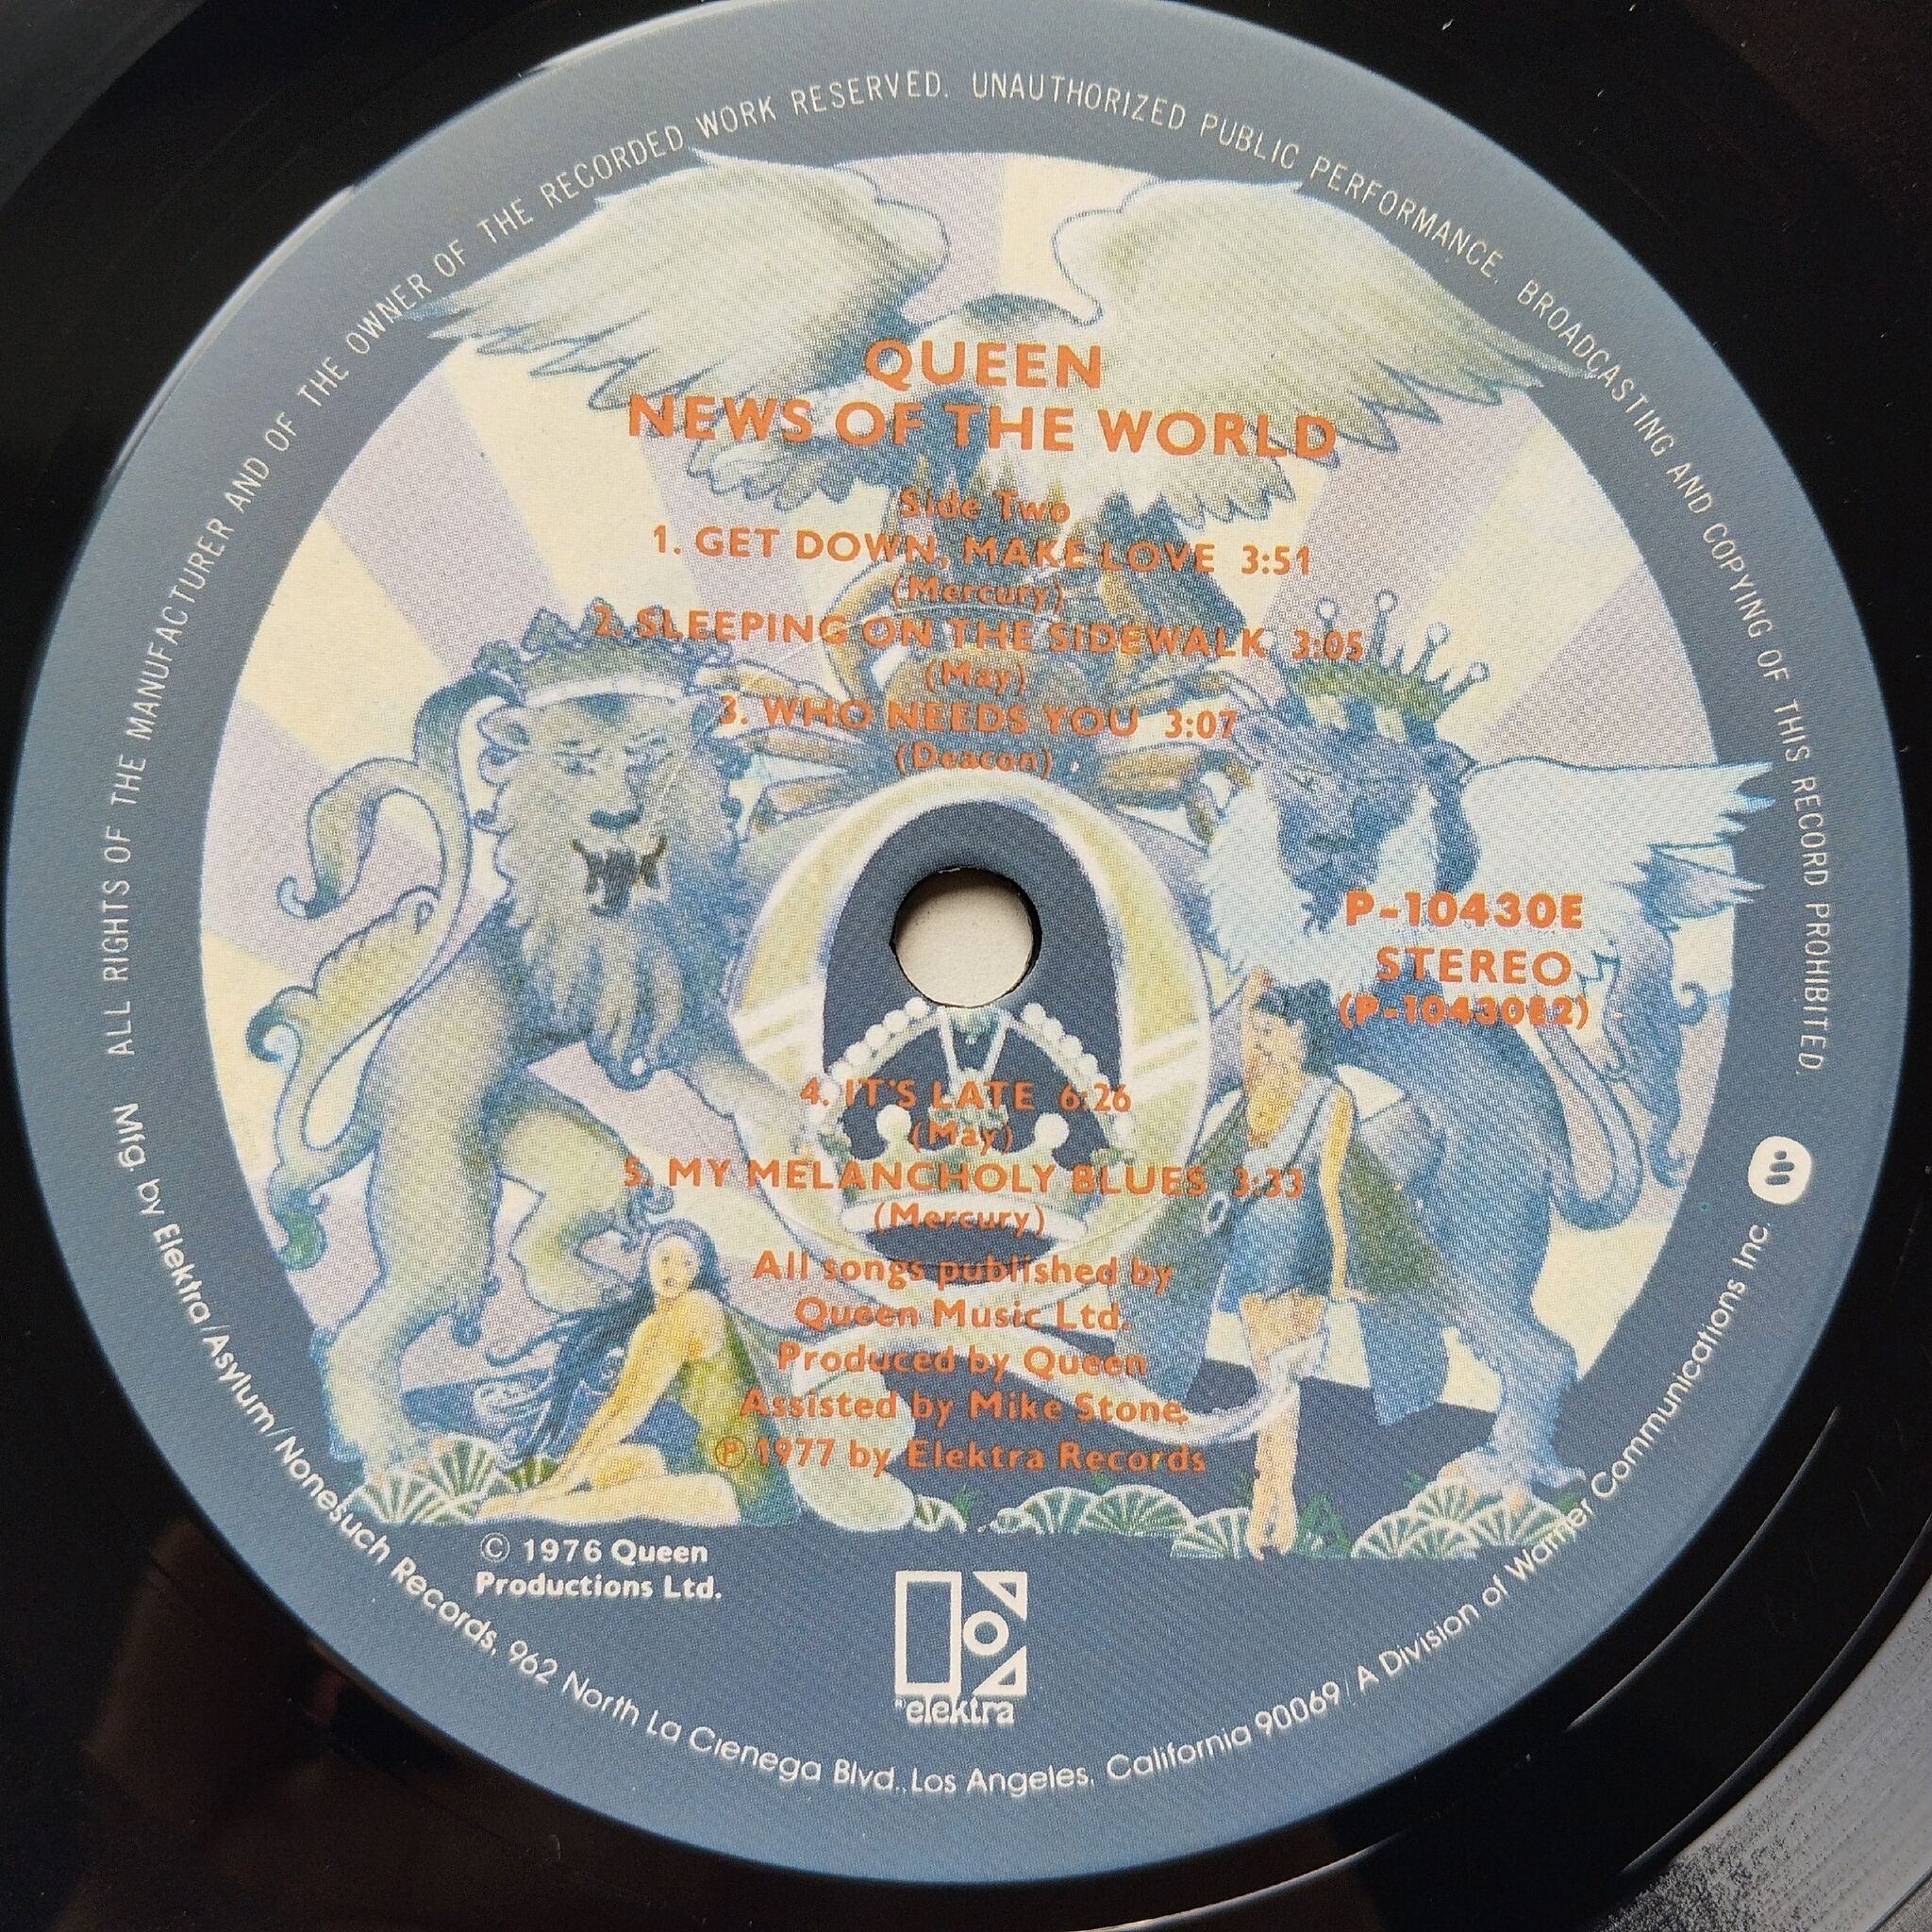 ALL RIGHTS OF THE MANUFACTURER AND OF THE OWNER OF THE RECORDED WORK RESERVED. UNAUTHORIZED PUBLIC PERFORMANCE. BROADCASTING AND COPYING OF THIS RECORD PROHIBITED
QUEEN
NEWS OF THE WORLD
Side Two
1. GET DOWN, MAKE LOVE 3:51
(Mercury)
2. SLEEPING ON THE SIDEWALK 3:05
(May)
3. WHO NEEDS YOU 3:07
(Deacon)
P-10430E
STEREO
(P-10430E2)
4. IT'S LATE 6:26
(May)
5. MY MELANCHOLY BLUES 3:33
(Mercury)
All songs published by
Queen Music Ltd.
Produced by Queen
Assisted by Mike Stone
℗ 1977 by Elektra Records
© 1976 Queen
Productions Ltd.
elektra
Mfg. by Elektra/Asylum/Nonesuch Records, 962 North La Cienega Blvd., Los Angeles, California 90069 / A Division of Warner Communications Inc.